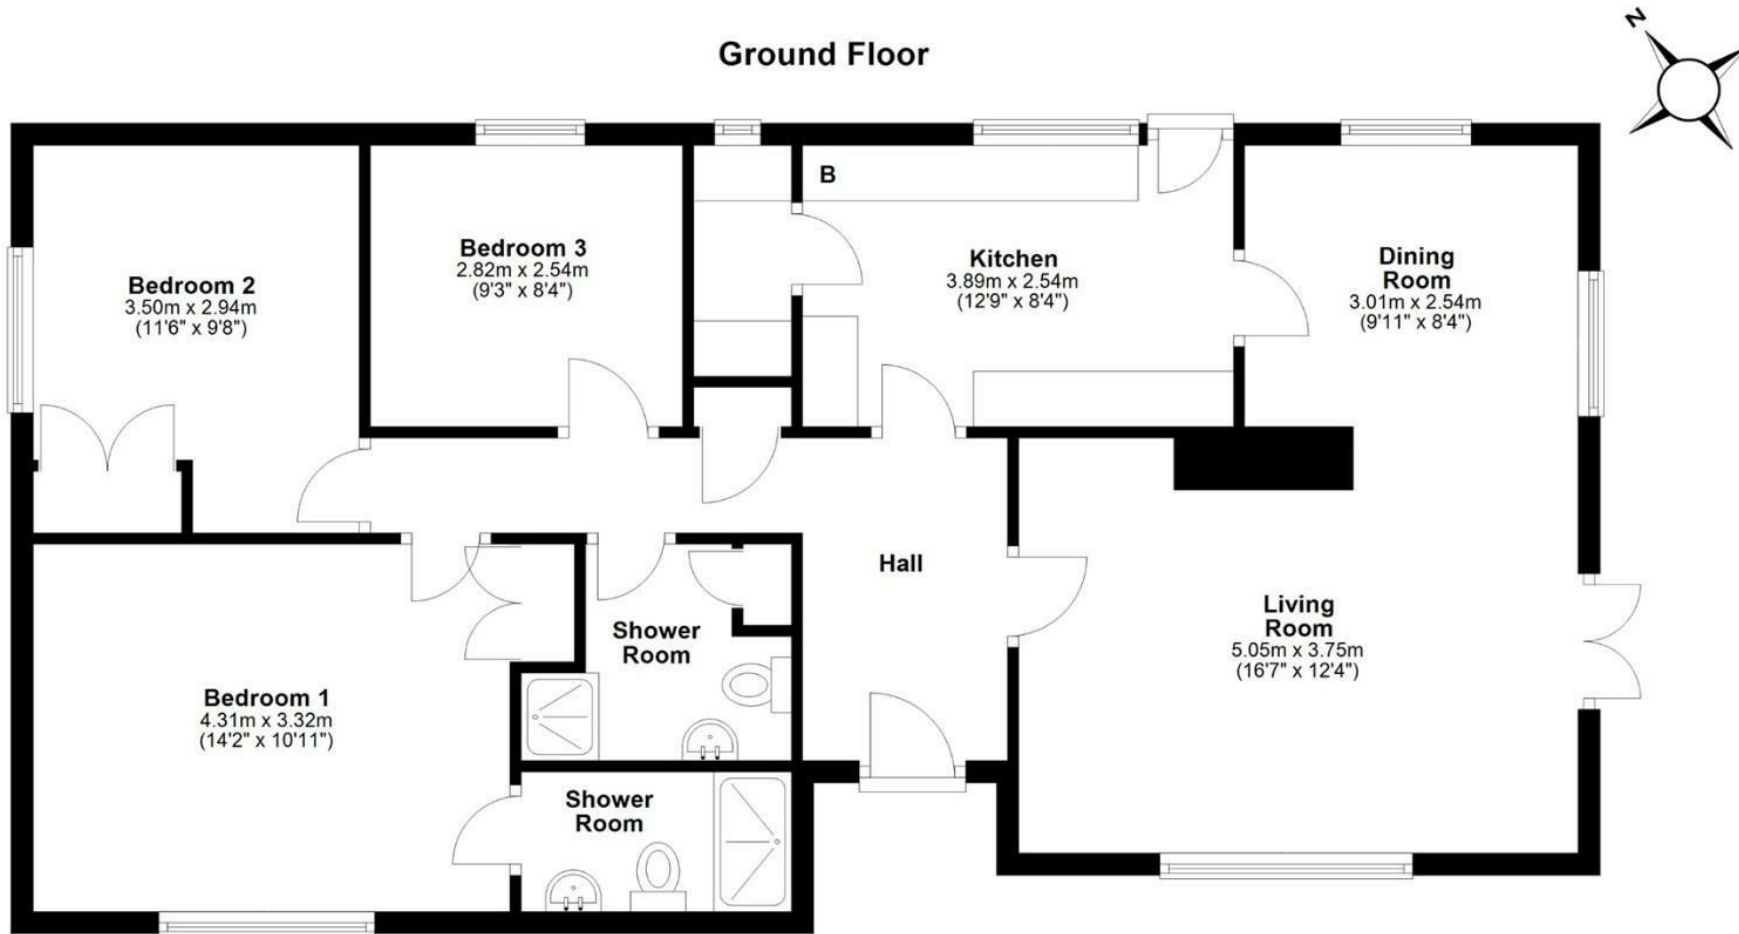 Ground Floor
N
B
Bedroom 3
2.82m x 2.54m
(9'3" x 8'4")
Kitchen
3.89m x 2.54m
(12'9" x 8'4")
Dining
Room
3.01m x 2.54m
(9'11" x 8'4")
Bedroom 2
3.50m x 2.94m
(11'6" x 9'8")
Hall
Living
Room
5.05m x 3.75m
(16'7" x 12'4")
Shower
Room
Bedroom 1
4.31m x 3.32m
(14'2" x 10'11")
Shower
Room